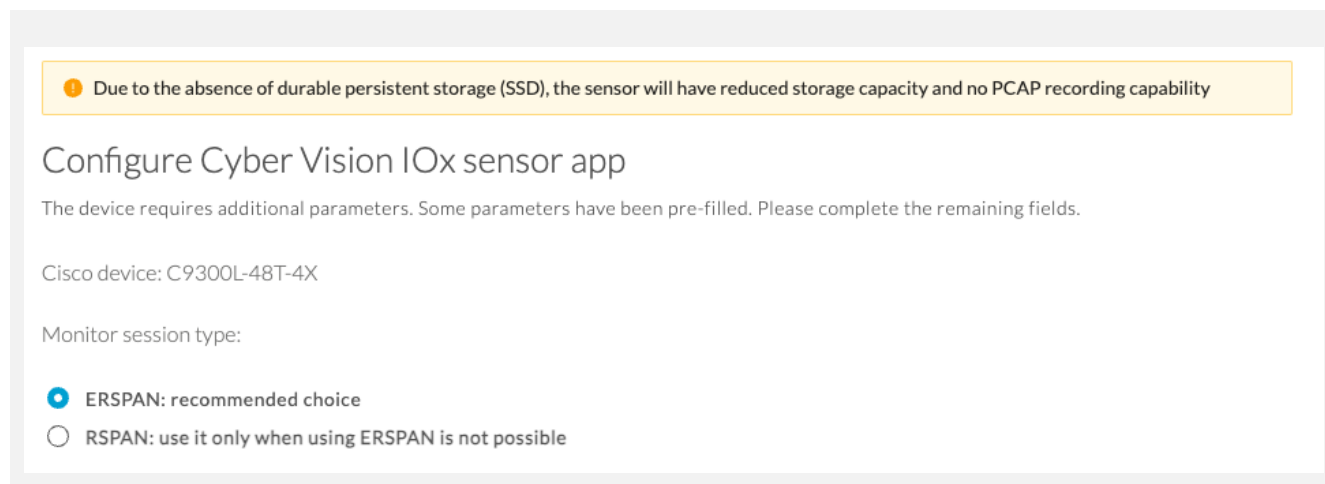 Due to the absence of durable persistent storage (SSD), the sensor will have reduced storage capacity and no PCAP recording capability
Configure Cyber Vision IOx sensor app
The device requires additional parameters. Some parameters have been pre-filled. Please complete the remaining fields.
Cisco device: C9300L-48T-4X
Monitor session type:
ERSPAN: recommended choice
RSPAN: use it only when using ERSPAN is not possible